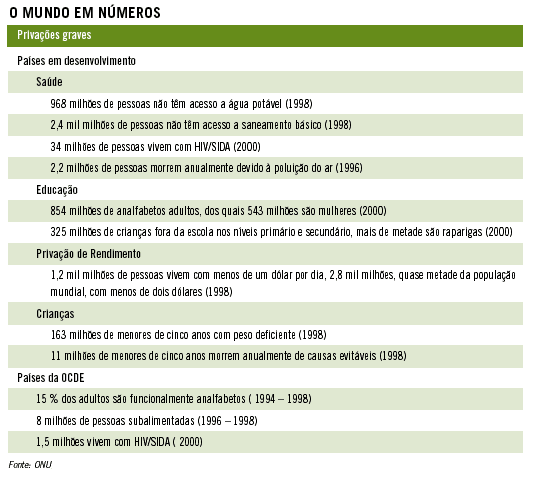 O MUNDO EM NÚMEROS
Privações graves
Países em desenvolvimento
Saúde
968 milhões de pessoas não têm acesso a água potável (1998)
2,4 mil milhões de pessoas não têm acesso a saneamento básico (1998)
34 milhões de pessoas vivem com HIV/SIDA (2000)
2,2 milhões de pessoas morrem anualmente devido à poluição do ar (1996)
Educação
854 milhões de analfabetos adultos, dos quais 543 milhões são mulheres (2000)
325 milhões de crianças fora da escola nos níveis primário e secundário, mais de metade são raparigas (2000)
Privação de Rendimento
1,2 mil milhões de pessoas vivem com menos de um dólar por dia, 2,8 mil milhões, quase metade da população
mundial, com menos de dois dólares (1998)
Crianças
163 milhões de menores de cinco anos com peso deficiente (1998)
11 milhões de menores de cinco anos morrem anualmente de causas evitáveis (1998)
Países da OCDE
15 % dos adultos são funcionalmente analfabetos ( 1994 – 1998)
8 milhões de pessoas subalimentadas (1996 – 1998)
1,5 milhões vivem com HIV/SIDA ( 2000)
Fonte: ONU